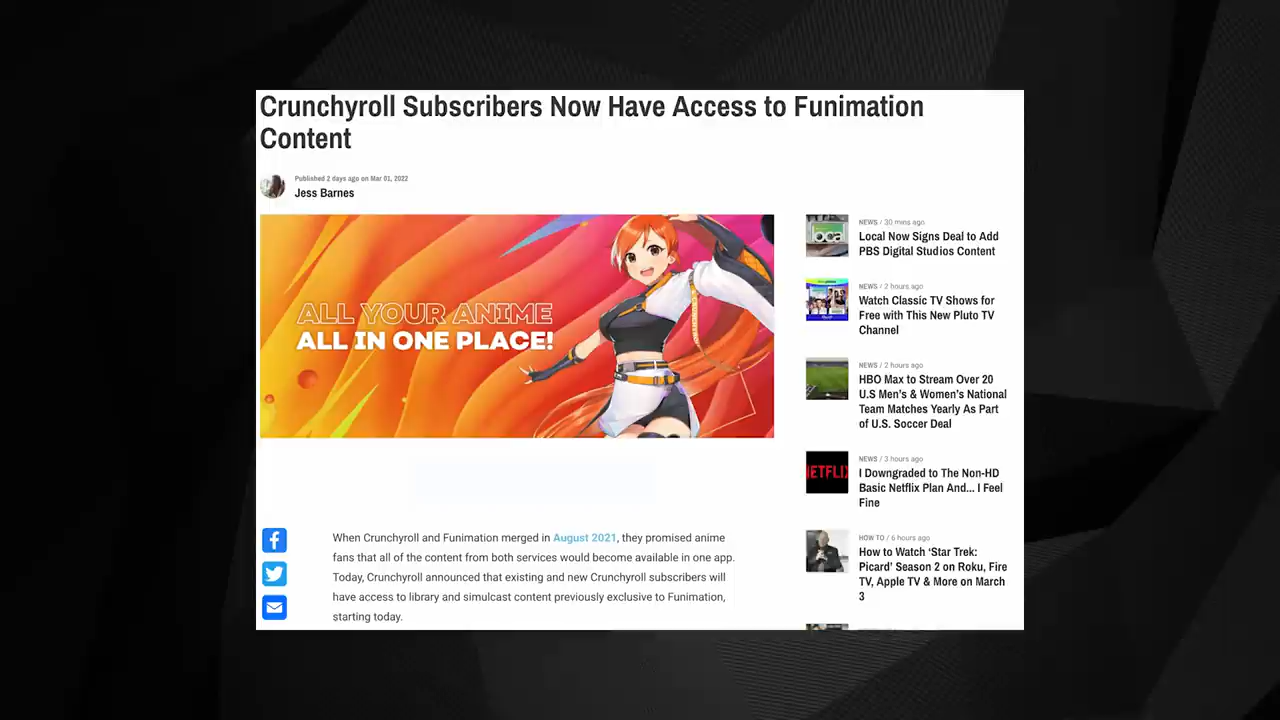 Crunchyroll Subscribers Now Have Access to Funimation
Content
Published 2 days ago on Mar 01, 2022
Jess Barnes
ALL YOUR ANIME
ALL IN ONE PLACE!
When Crunchyroll and Funimation merged in August 2021, they promised anime
fans that all of the content from both services would become available in one app.
Today, Crunchyroll announced that existing and new Crunchyroll subscribers will
have access to library and simulcast content previously exclusive to Funimation,
starting today.
NEWS / 30 mins ago
Local Now Signs Deal to Add
PBS Digital Studios Content
NEWS / 2 hours ago
Watch Classic TV Shows for
Free with This New Pluto TV
Channel
NEWS / 2 hours ago
HBO Max to Stream Over 20
U.S Men's & Women's National
Team Matches Yearly As Part
of U.S. Soccer Deal
NETFLIX
NEWS / 3 hours ago
I Downgraded to The Non-HD
Basic Netflix Plan And... I Feel
Fine
HOW TO / 6 hours ago
How to Watch ‘Star Trek:
Picard’ Season 2 on Roku, Fire
TV, Apple TV & More on March
3